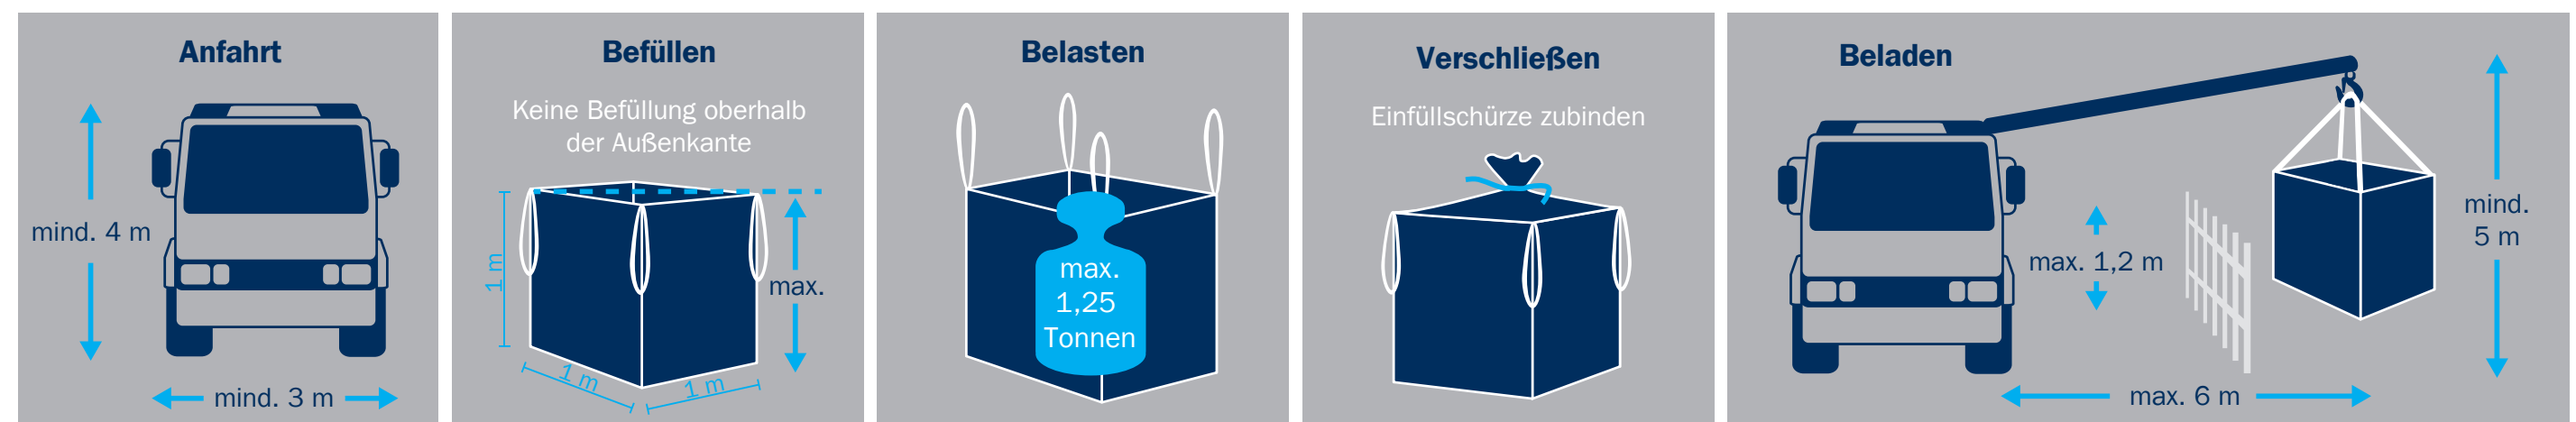 Anfahrt
mind. 4 m
mind. 3 m
Befüllen
Keine Befüllung oberhalb
der Außenkante
1 m
max.
1 m
1 m
Belasten
max.
1,25
Tonnen
Verschließen
Einfüllschürze zubinden
Beladen
mind.
5 m
max. 1,2 m
max. 6 m